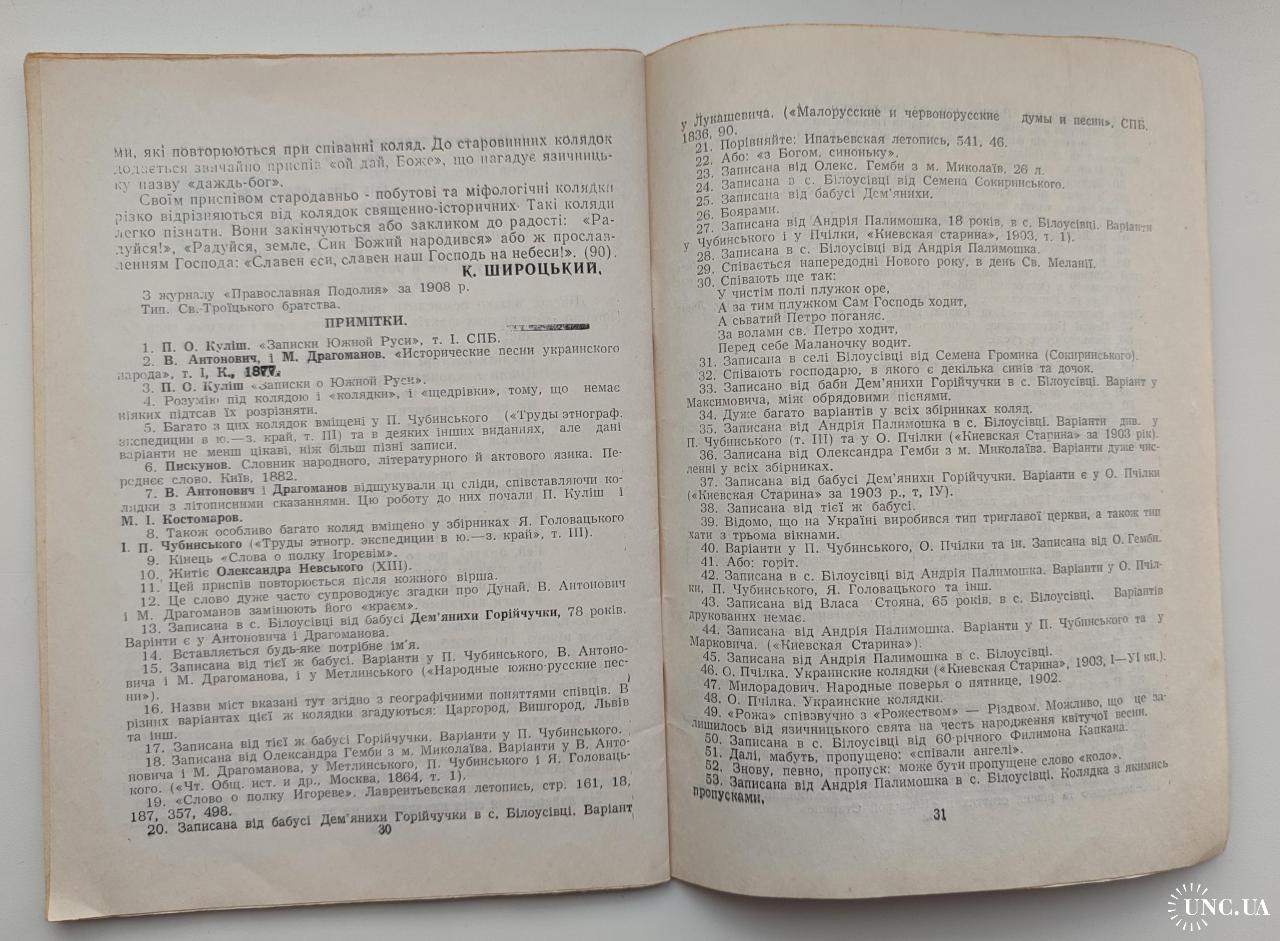 ми, які повторюються при співанні коляд. До старовинних колядок
додається звичайно приспів «ой дай, Боже», що нагадує язичниць-
ку назву «даждь-бог».
Своїм приспівом стародавньо - побутові та міфологічні колядки
різко відрізняються від колядок священно-історичних. Такі коляди
легко пізнати. Вони закінчуються або закликом до радості: «Ра-
дуйся!», «Радуйся, земле, Син Божий народився» або ж прослав-
ленням Господа: «Славен єси, славен наш Господь на небеси!». (90).
К. ШИРОЦЬКИЙ.
З журналу «Православная Подолия» за 1908 р.
Тип. Св.-Троїцького братства.
ПРИМІТКИ.
1. П. О. Куліш. «Записки Южной Руси», т. І. СПБ.
2. В. Антонович, і М. Драгоманов. «Исторические песни украинского
народа», т. І, К., 1877.
3. П. О. Куліш «Записки о Южной Руси».
4. Розумію під колядою і «колядки», і «щедрівки», тому, що немає
ніяких підтсав їх розрізняти.
5. Багато з цих колядок вміщені у П. Чубинського («Труды этнограф.
экспедиции в ю.—з. край, т. ІІІ) та в деяких інших виданнях, але дані
варіанти не менш цікаві, ніж більш пізні записи.
6. Пискунов. Словник народного, літературного й актового язика. Пе-
реднєє слово. Київ, 1882.
7. В. Антонович і Драгоманов відшукували ці сліди, співставляючи ко-
лядки з літописними сказаннями. Цю роботу до них почали П. Куліш і
М. І. Костомаров.
8. Також особливо багато коляд вміщено у збірниках Я. Головацького
І. П. Чубинського («Труды этногр. экспедиции в ю.—з. край», т. ІІІ).
9. Кінець «Слова о полку Ігоревім».
10. Житіє Олександра Невського (ХІІІ).
11. Цей приспів повторюється після кожного вірша.
12. Це слово дуже часто супроводжує згадки про Дунай. В. Антонович
і М. Драгоманов замінюють його «краєм».
13. Записана в с. Білоусівці від бабусі Дем'янихи Горійчучки, 78 років.
Варінти є у Антоновича і Драгоманова.
14. Вставляється будь-яке потрібне ім'я.
15. Записана від тієї ж бабусі. Варіанти у П. Чубинського, В. Антоно-
вича і М. Драгоманова, і у Метлинського («Народные южно-русские пес-
ни»).
16. Назви міст вказані тут згідно з географічними поняттями співців. В
різних варіантах цієї ж колядки згадуються: Царгород, Вишгород, Львів
та інш.
17. Записана від тієї ж бабусі Горійчучки. Варіанти у П. Чубинського.
18. Записана від Олександра Гемби з м. Миколаїва. Варіанти у В. Анто-
новича і М. Драгоманова, у Метлинського, П. Чубинського і Я. Головаць-
кого. («Чт. Общ. ист. и др., Москва, 1864, т. 1).
19. «Слово о полку Игореве». Лаврентьевская летопись, стр. 161, 18,
187, 357, 498.
20. Записана від бабусі Дем'янихи Горійчучки в с. Білоусівці. Варіант
30
у Лукашевича. («Малорусские и червонорусские думы и песни». СПБ,
1836, 90.
21. Порівняйте: Ипатьевская летопись, 541, 46.
22. Або: «з Богом, синоньку».
23. Записана від Олекс. Гемби з м. Миколаїв, 26 л.
24. Записана в с. Білоусівці від Семена Сокиринського.
25. Записана від бабусі Дем'янихи.
26. Боярами.
27. Записана від Андрія Палимошка, 18 років, в с. Білоусівці. Варіанти
у Чубинського і у Пчілки, «Киевская старина», 1903, т. 1).
28. Записана в с. Білоусівці від Андрія Палимошка.
29. Співається напередодні Нового року, в день Св. Меланії.
30. Співають ще так:
У чистім полі плужок оре,
А за тим плужком Сам Господь ходит,
А сьватий Петро поганяє.
За волами св. Петро ходит,
Перед себе Маланочку водит.
31. Записана в селі Білоусівці від Семена Громика (Сокиринського).
32. Співають господарю, в якого є декілька синів та дочок.
33. Записано від баби Дем'янихи Горійчучки в с. Білоусівці. Варіант у
Максимовича, між обрядовими піснями.
34. Дуже багато варіантів у всіх збірниках коляд.
35. Записана від Андрія Палимошка в с. Білоусівці. Варіанти див. у
П. Чубинського (т. ІІІ) та у О. Пчілки («Киевская Старина» за 1903 рік).
36. Записана від Олександра Гемби з м. Миколаїва. Варіанти дуже чис-
ленні у всіх збірниках.
37. Записана від бабусі Дем'янихи Горійчучки. Варіанти є у О. Пчілки
(«Киевская Старина» за 1903 р., т, ІУ).
38. Записана від тієї ж бабусі.
39. Відомо, що на Україні виробився тип триглавої церкви, а також тип
хати з трьома вікнами.
40. Варіанти у П. Чубинського, О. Пчілки та ін. Записана від О. Гемби.
41. Або: горіт.
42. Записана в с. Білоусівці від Андрія Палимошка. Варіанти у О. Пчіл-
ки, П. Чубинського, Я. Головацького та інш.
43. Записана від Власа Стояна, 65 років, в с. Білоусівці. Варіантів
друкованих немає.
44. Записана від Андрія Палимошка. Варіанти у П. Чубинського та у
Марковича. («Киевская Старина»).
45. Записана від Андрія Палимошка в с. Білоусівці.
46. О. Пчілка. Украинские колядки («Киевская Старина», 1903, І—УІ кн.).
47. Милорадович. Народные поверья о пятнице, 1902.
48. О. Пчілка. Украинские колядки.
49. «Рожа» співзвучно з «Рожеством» — Різдвом. Можливо, що це за-
лишилось від язичницького свята на честь народження квітучої весни.
50. Записана в с. Білоусівці від 60-річного Филимона Капкана.
51. Далі, мабуть, пропущено: «співали ангелі».
52. Знову, певно, пропуск: може бути пропущене слово «коло».
53. Записана від Андрія Палимошка в с. Білоусівці. Колядка з якимись
пропусками,
31
UNC.UA